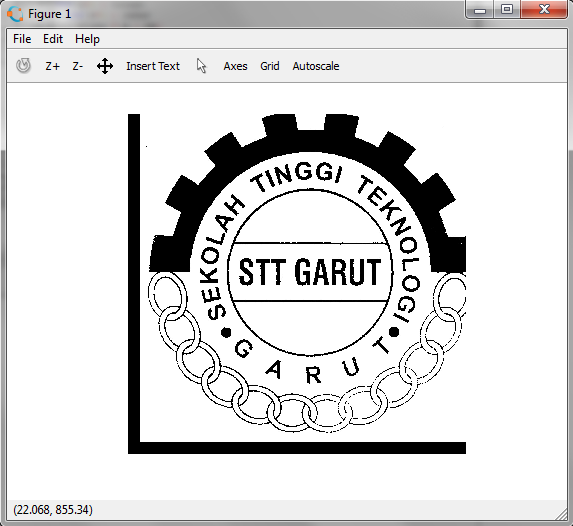 Figure 1
File Edit Help
Z+ Z- Insert Text Axes Grid Autoscale
SEKOLAH TINGGI TEKNOLOGI
STT GARUT
GARUT
(22.068, 855.34)